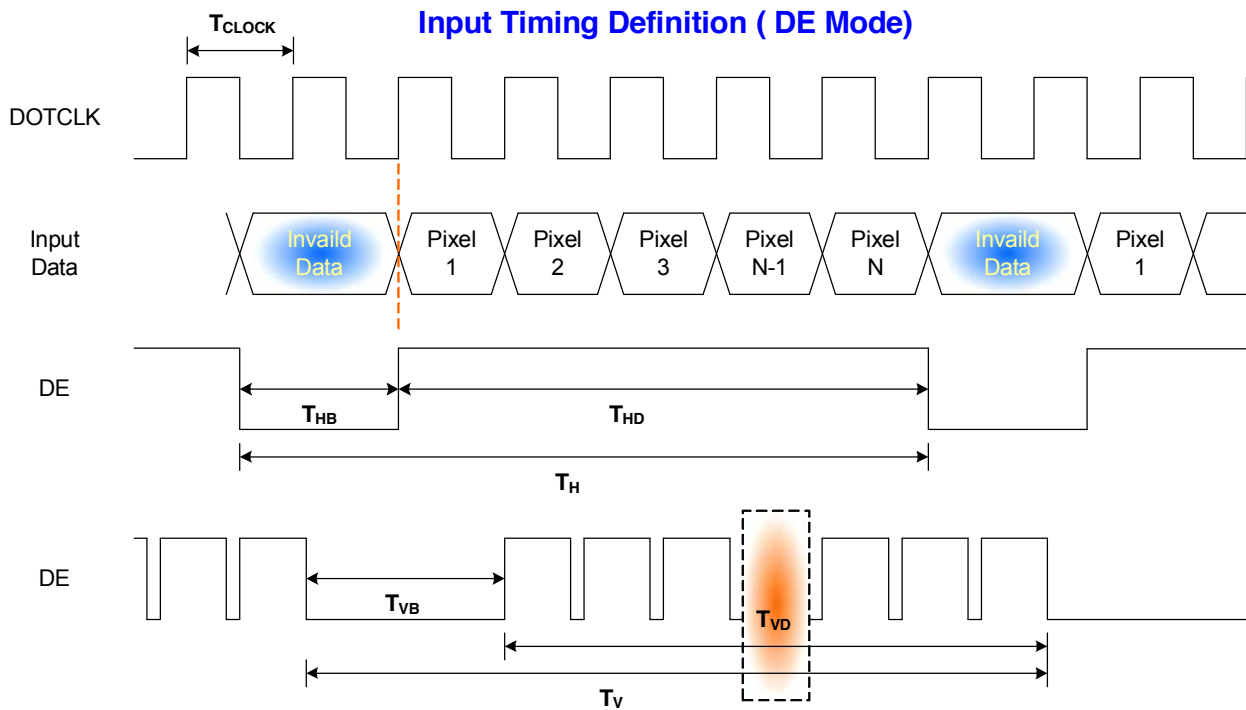 Input Timing Definition ( DE Mode)
TCLOCK
DOTCLK
Input
Data
Invaild
Data
Pixel
1
Pixel
2
Pixel
3
Pixel
N-1
Pixel
N
Invaild
Data
Pixel
1
DE
THB
THD
TH
DE
TVB
TVD
TV